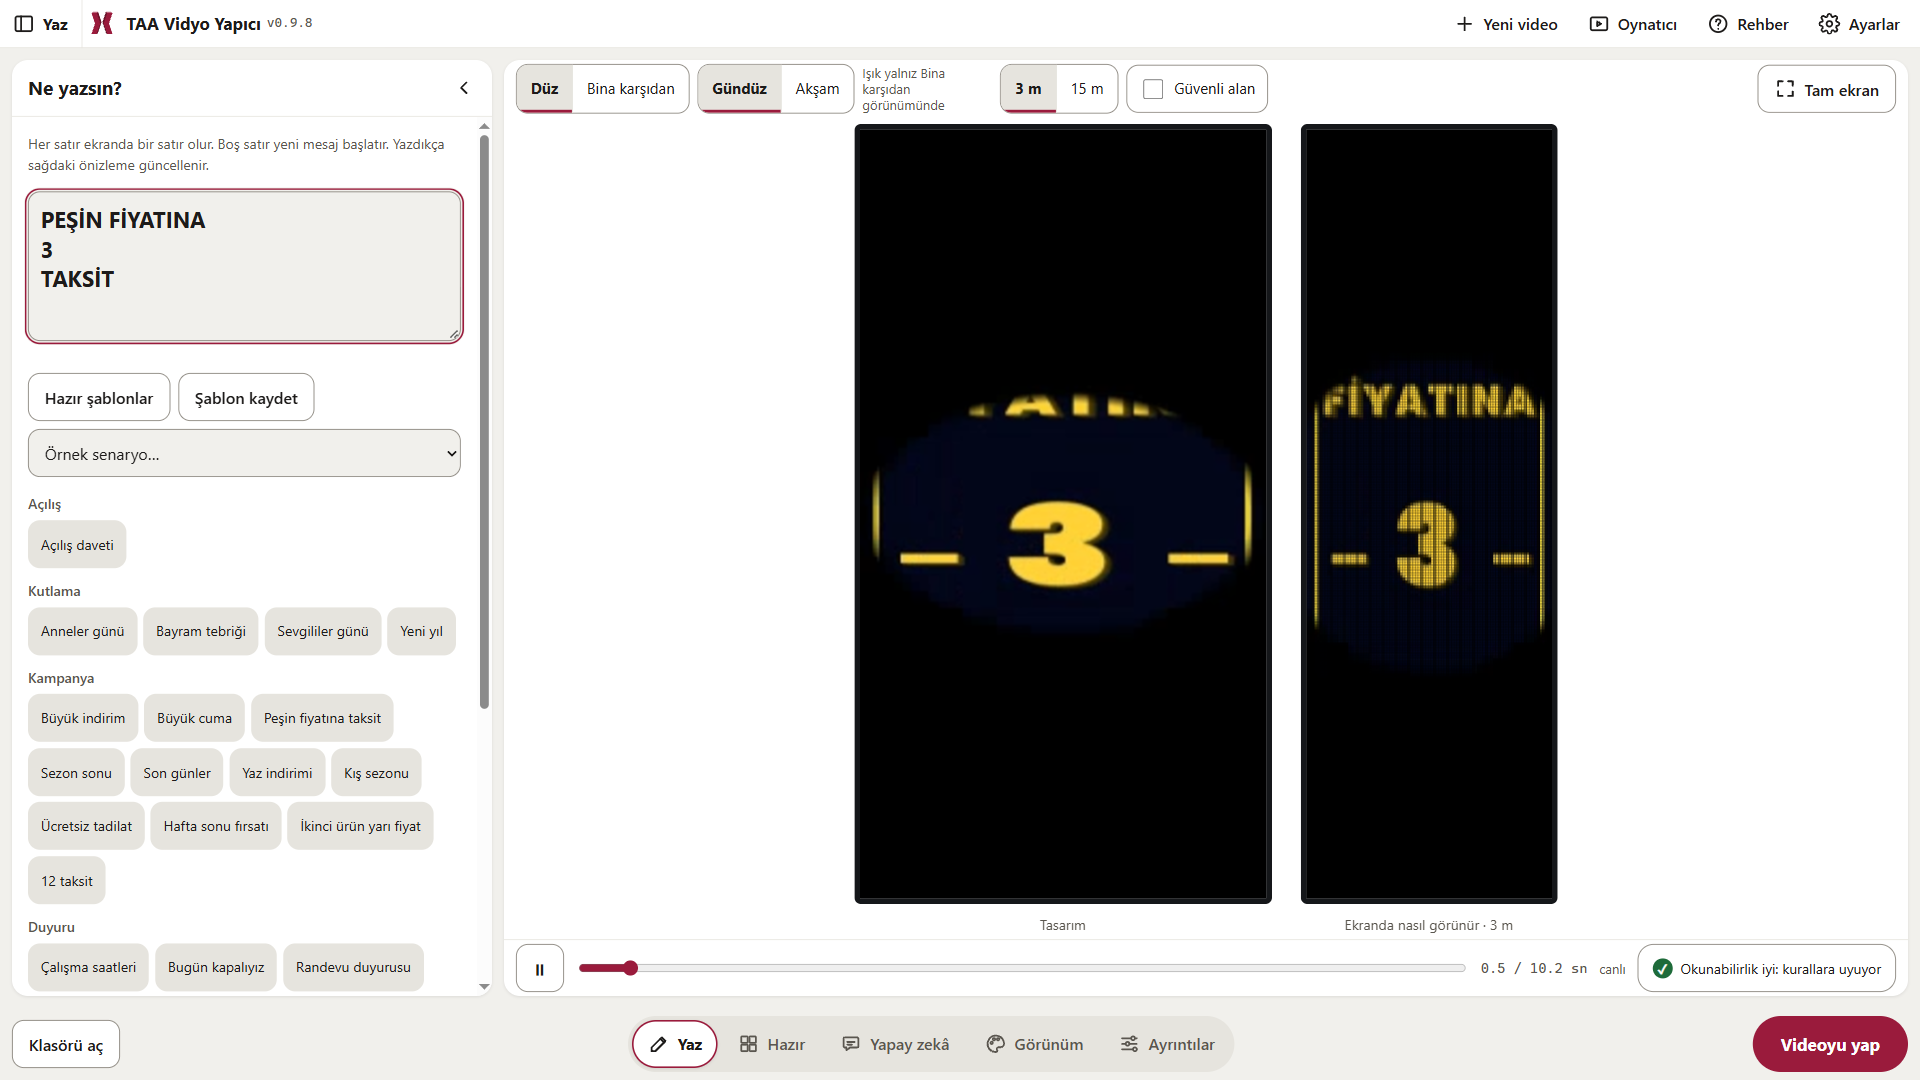 Yaz
TAA Vidyo Yapıcı v0.9.8
Yeni video
Oynatıcı
Rehber
Ayarlar
Ne yazsın?
Her satır ekranda bir satır olur. Boş satır yeni mesaj başlatır. Yazdıkça
sağdaki önizleme güncellenir.
PEŞİN FİYATINA
3
TAKSİT
Hazır şablonlar
Şablon kaydet
Örnek senaryo...
Açılış
Açılış daveti
Kutlama
Anneler günü
Bayram tebriği
Sevgililer günü
Yeni yıl
Kampanya
Büyük indirim
Büyük cuma
Peşin fiyatına taksit
Sezon sonu
Son günler
Yaz indirimi
Kış sezonu
Ücretsiz tadilat
Hafta sonu fırsatı
İkinci ürün yarı fiyat
12 taksit
Duyuru
Çalışma saatleri
Bugün kapalıyız
Randevu duyurusu
Düz
Bina karşıdan
Gündüz
Akşam
Işık yalnız Bina
karşıdan
görünümünde
3 m
15 m
Güvenli alan
Tam ekran
3
FİYATINA
3
Tasarım
Ekranda nasıl görünür · 3 m
0.5 / 10.2 sn canlı
Okunabilirlik iyi: kurallara uyuyor
Klasörü aç
Yaz
Hazır
Yapay zekâ
Görünüm
Ayrıntılar
Videoyu yap